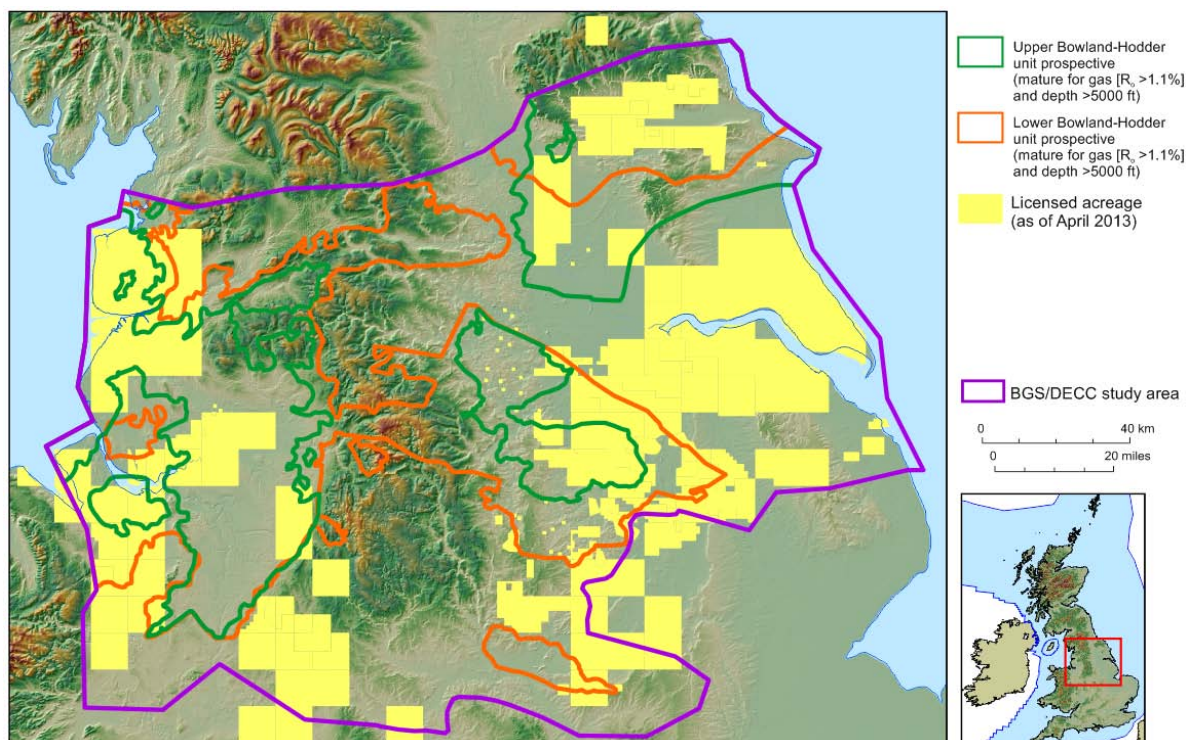 Upper Bowland-Hodder
unit prospective
(mature for gas [Rₒ >1.1%]
and depth >5000 ft)
Lower Bowland-Hodder
unit prospective
(mature for gas [Rₒ >1.1%]
and depth >5000 ft)
Licensed acreage
(as of April 2013)
BGS/DECC study area
0 40 km
0 20 miles